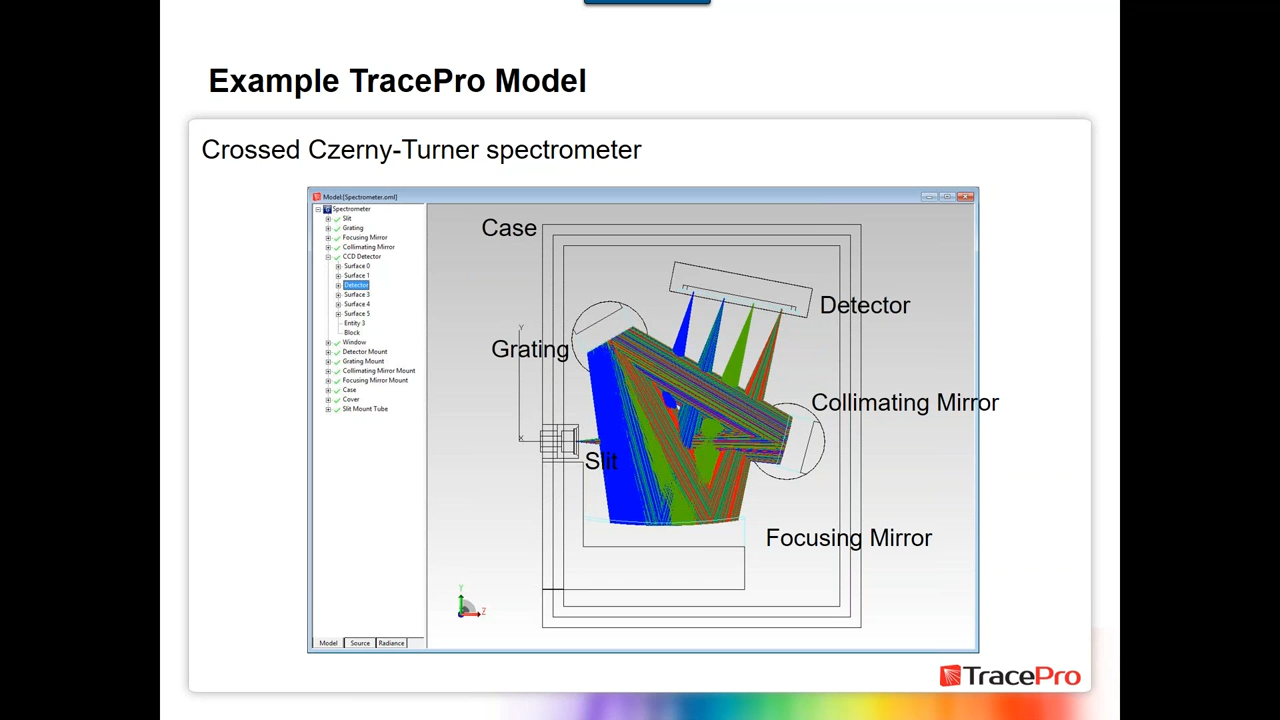 Example TracePro Model
Crossed Czerny-Turner spectrometer
Model:[Spectrometer.oml]
Spectrometer
Slit
Grating
Focusing Mirror
Collimating Mirror
CCD Detector
Surface 0
Surface 1
Detector
Surface 3
Surface 4
Surface 5
Entity 3
Block
Window
Detector Mount
Grating Mount
Collimating Mirror Mount
Focusing Mirror Mount
Case
Cover
Slit Mount Tube
Model Source Radiance
Case
Detector
Y
Grating
Collimating Mirror
X
Slit
Focusing Mirror
Y
Z
TracePro